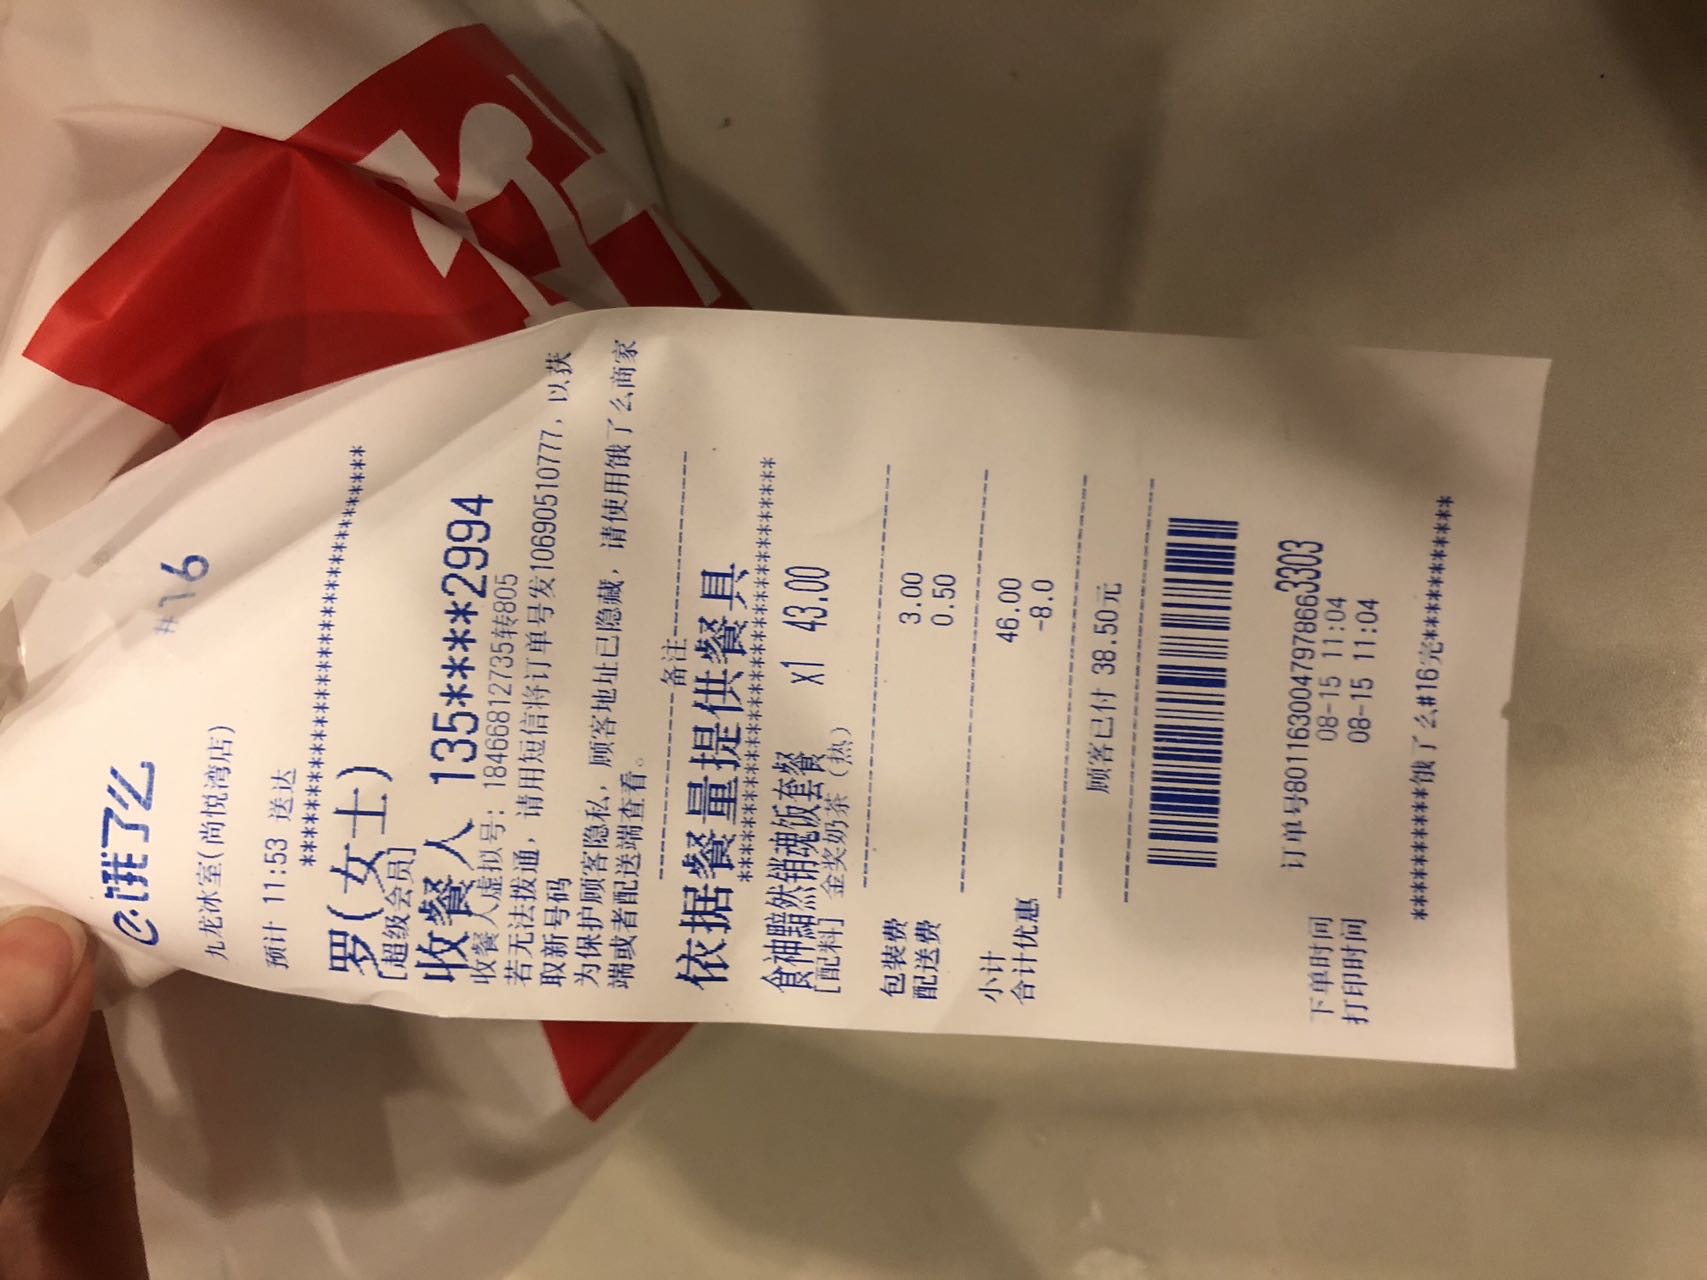 饿了么
#16
九龙冰室(尚悦湾店)
预计 11:53 送达
********************************
罗(女士)
[超级会员]
收餐人 135****2994
收餐人虚拟号: 18466812735转805
若无法拨通，请用短信将订单号发106905107​77，以获
取新号码
为保护顾客隐私，顾客地址已隐藏，请使用饿了么商家
端或者配送端查看。
------------备注------------
依据餐量提供餐具
********************************
食神黯然销魂饭套餐 x1 43.00
[配料] 金奖奶茶(热)
--------------------------------
包装费 3.00
配送费 0.50
--------------------------------
小计 46.00
合计优惠 -8.0
--------------------------------
顾客已付 38.50元
--------------------------------
订单号8011630047978663303
下单时间 08-15 11:04
打印时间 08-15 11:04
**********饿了么#16完**********